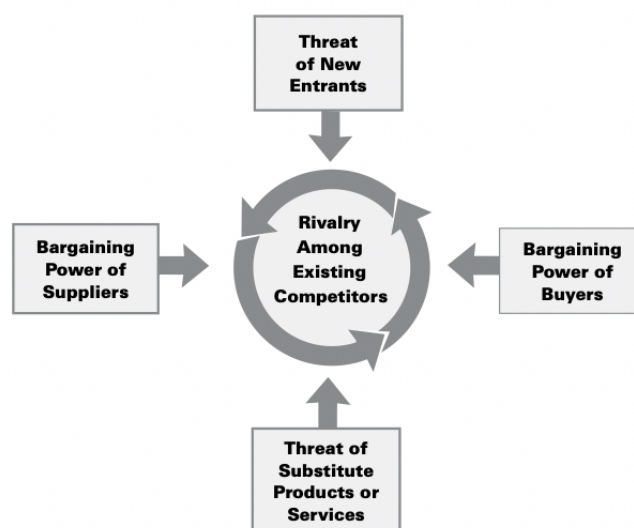 Threat
of New
Entrants
Rivalry
Among
Existing
Competitors
Bargaining
Power of
Suppliers
Bargaining
Power of
Buyers
Threat of
Substitute
Products or
Services